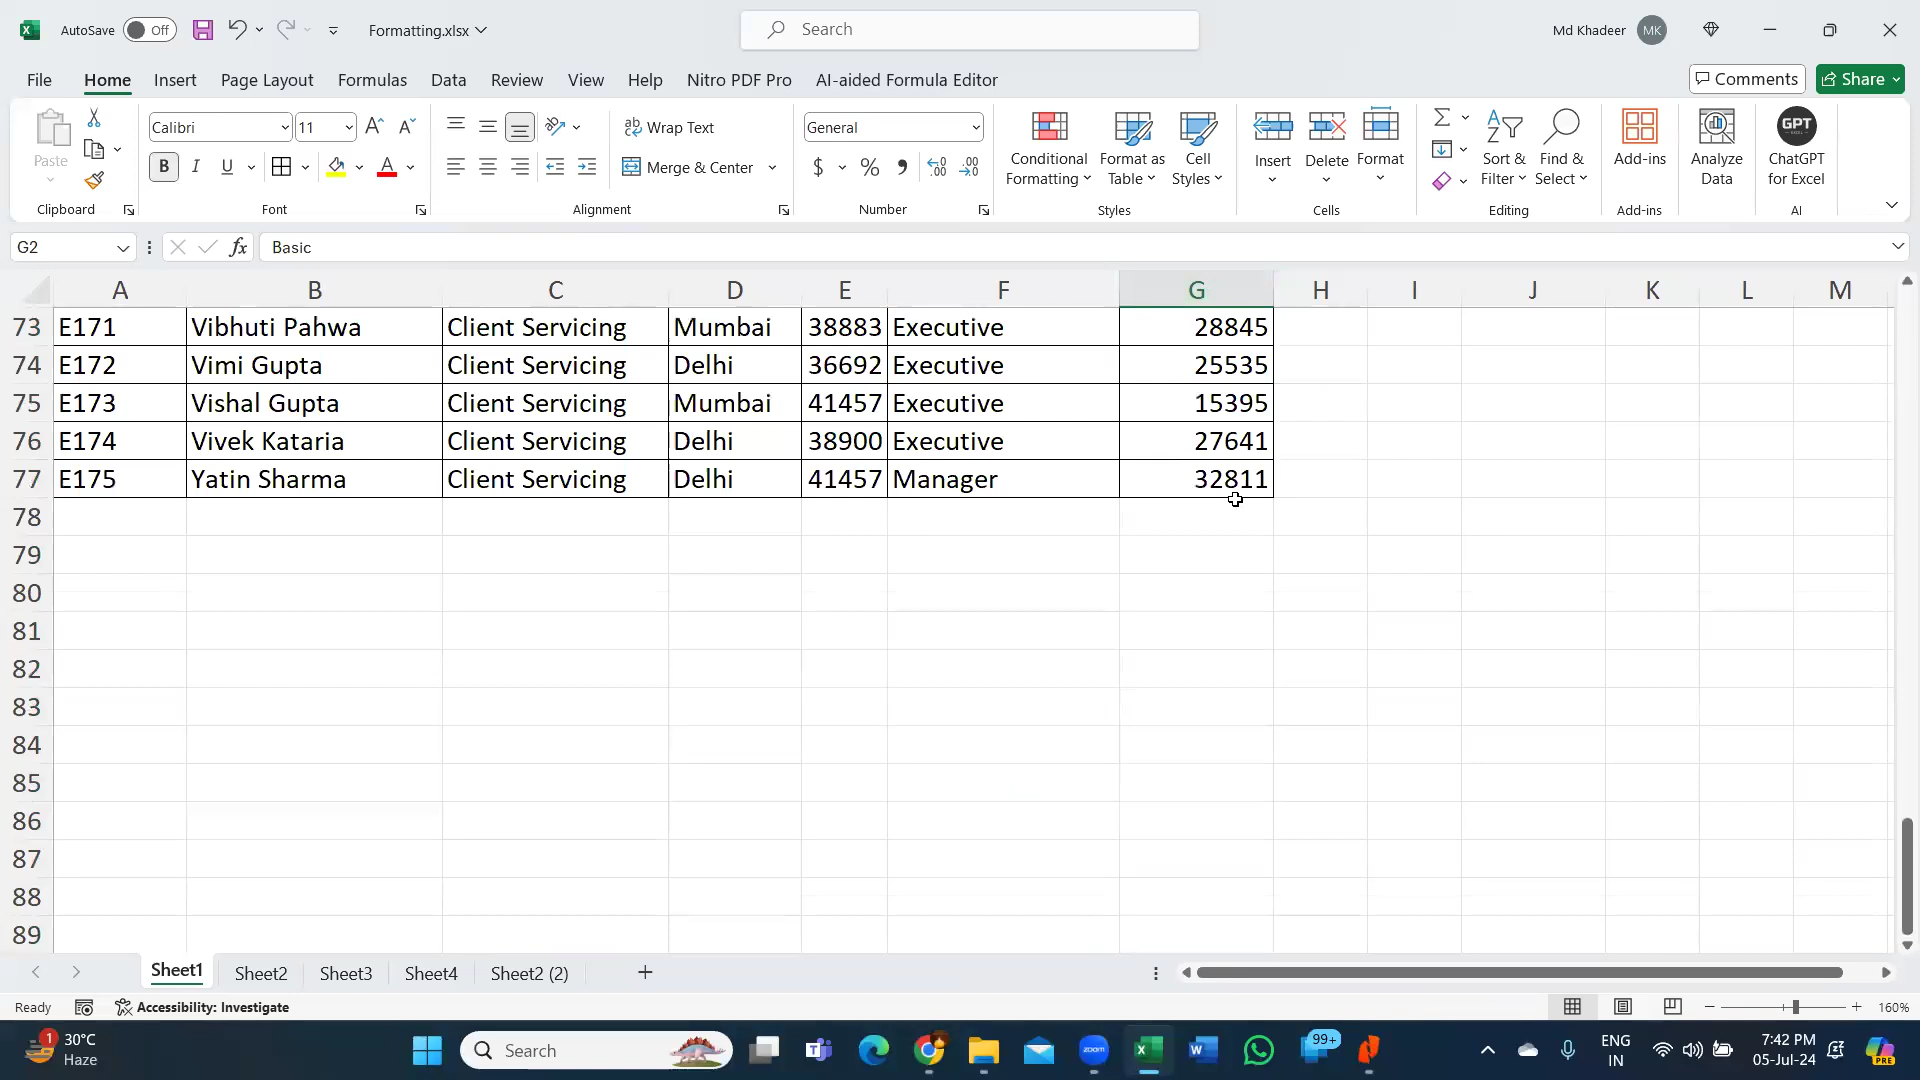 AutoSave Off Formatting.xlsx Search Md Khadeer MK
File Home Insert Page Layout Formulas Data Review View Help Nitro PDF Pro AI-aided Formula Editor Comments Share
Paste Calibri 11 Wrap Text General Conditional Formatting Format as Table Cell Styles Insert Delete Format Sort & Filter Find & Select Add-ins Analyze Data GPT ChatGPT for Excel
B I U A Merge & Center $ %
Clipboard Font Alignment Number Styles Cells Editing Add-ins AI
G2 fx Basic
A B C D E F G H I J K L M
73 E171 Vibhuti Pahwa Client Servicing Mumbai 38883 Executive 28845
74 E172 Vimi Gupta Client Servicing Delhi 36692 Executive 25535
75 E173 Vishal Gupta Client Servicing Mumbai 41457 Executive 15395
76 E174 Vivek Kataria Client Servicing Delhi 38900 Executive 27641
77 E175 Yatin Sharma Client Servicing Delhi 41457 Manager 32811
78
79
80
81
82
83
84
85
86
87
88
89
Sheet1 Sheet2 Sheet3 Sheet4 Sheet2 (2)
Ready Accessibility: Investigate 160%
1 30°C Haze Search zoom 99+ ENG IN 7:42 PM 05-Jul-24 PRE